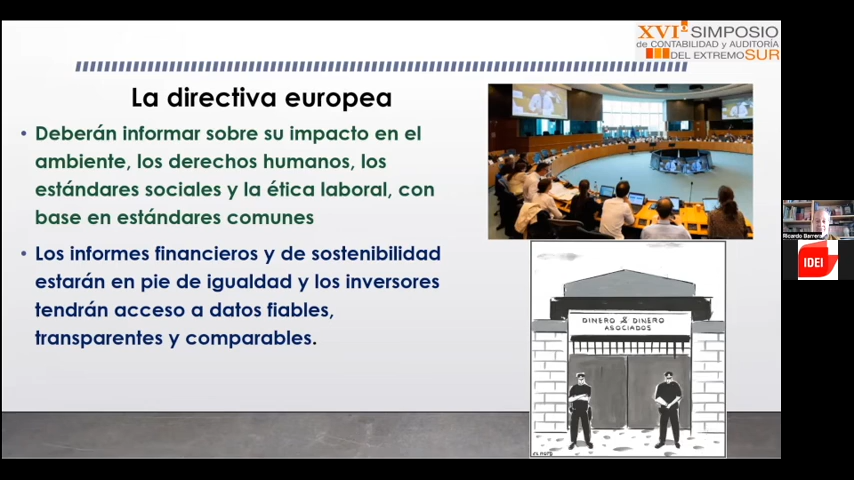 XVI SIMPOSIO
de CONTABILIDAD y AUDITORÍA
DEL EXTREMO SUR
La directiva europea
• Deberán informar sobre su impacto en el
ambiente, los derechos humanos, los
estándares sociales y la ética laboral, con
base en estándares comunes
• Los informes financieros y de sostenibilidad
estarán en pie de igualdad y los inversores
tendrán acceso a datos fiables,
transparentes y comparables.
DINERO & DINERO
ASOCIADOS
Ricardo Barrera
IDEI